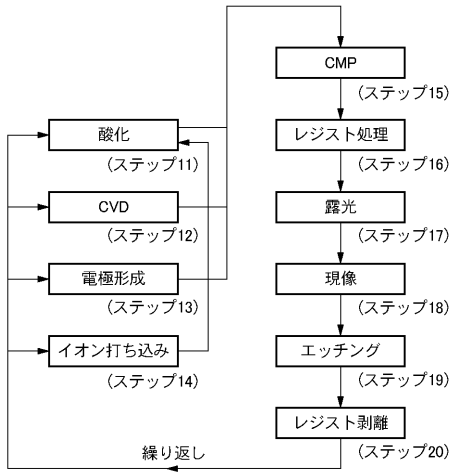 酸化
(ステップ11)
CVD
(ステップ12)
電極形成
(ステップ13)
イオン打ち込み
(ステップ14)
CMP
(ステップ15)
レジスト処理
(ステップ16)
露光
(ステップ17)
現像
(ステップ18)
エッチング
(ステップ19)
レジスト剥離
(ステップ20)
繰り返し